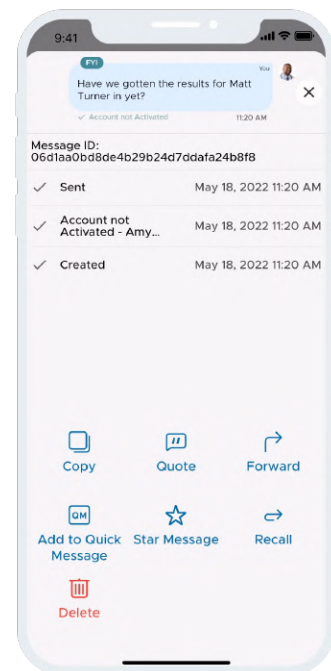 9:41
FYI
You
Have we gotten the results for Matt
Turner in yet?
Account not Activated
11:20 AM
Message ID:
06d1aa0bd8de4b29b24d7ddafa24b8f8
Sent May 18, 2022 11:20 AM
Account not
Activated - Amy... May 18, 2022 11:20 AM
Created May 18, 2022 11:20 AM
Copy Quote Forward
QM
Add to Quick Star Message Recall
Message
Delete